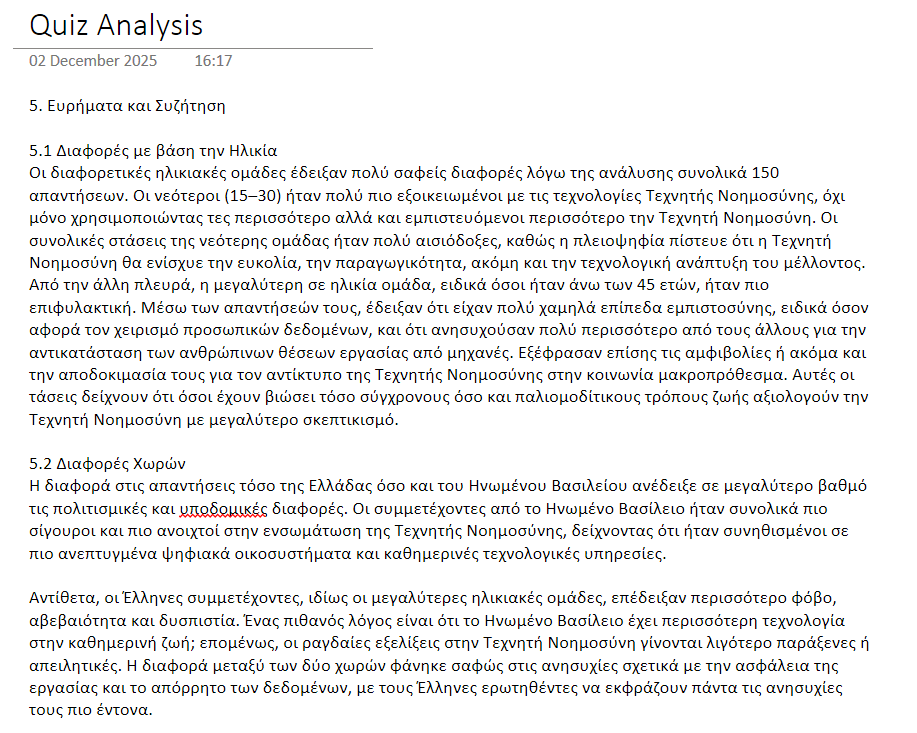 Quiz Analysis
02 December 2025 16:17
5. Ευρήματα και Συζήτηση
5.1 Διαφορές με βάση την Ηλικία
Οι διαφορετικές ηλικιακές ομάδες έδειξαν πολύ σαφείς διαφορές λόγω της ανάλυσης συνολικά 150
απαντήσεων. Οι νεότεροι (15–30) ήταν πολύ πιο εξοικειωμένοι με τις τεχνολογίες Τεχνητής Νοημοσύνης, όχι
μόνο χρησιμοποιώντας τες περισσότερο αλλά και εμπιστευόμενοι περισσότερο την Τεχνητή Νοημοσύνη. Οι
συνολικές στάσεις της νεότερης ομάδας ήταν πολύ αισιόδοξες, καθώς η πλειοψηφία πίστευε ότι η Τεχνητή
Νοημοσύνη θα ενίσχυε την ευκολία, την παραγωγικότητα, ακόμη και την τεχνολογική ανάπτυξη του μέλλοντος.
Από την άλλη πλευρά, η μεγαλύτερη σε ηλικία ομάδα, ειδικά όσοι ήταν άνω των 45 ετών, ήταν πιο
επιφυλακτική. Μέσω των απαντήσεών τους, έδειξαν ότι είχαν πολύ χαμηλά επίπεδα εμπιστοσύνης, ειδικά όσον
αφορά τον χειρισμό προσωπικών δεδομένων, και ότι ανησυχούσαν πολύ περισσότερο από τους άλλους για την
αντικατάσταση των ανθρώπινων θέσεων εργασίας από μηχανές. Εξέφρασαν επίσης τις αμφιβολίες ή ακόμα και
την αποδοκιμασία τους για τον αντίκτυπο της Τεχνητής Νοημοσύνης στην κοινωνία μακροπρόθεσμα. Αυτές οι
τάσεις δείχνουν ότι όσοι έχουν βιώσει τόσο σύγχρονους όσο και παλιομοδίτικους τρόπους ζωής αξιολογούν την
Τεχνητή Νοημοσύνη με μεγαλύτερο σκεπτικισμό.
5.2 Διαφορές Χωρών
Η διαφορά στις απαντήσεις τόσο της Ελλάδας όσο και του Ηνωμένου Βασιλείου ανέδειξε σε μεγαλύτερο βαθμό
τις πολιτισμικές και υποδομικές διαφορές. Οι συμμετέχοντες από το Ηνωμένο Βασίλειο ήταν συνολικά πιο
σίγουροι και πιο ανοιχτοί στην ενσωμάτωση της Τεχνητής Νοημοσύνης, δείχνοντας ότι ήταν συνηθισμένοι σε
πιο ανεπτυγμένα ψηφιακά οικοσυστήματα και καθημερινές τεχνολογικές υπηρεσίες.
Αντίθετα, οι Έλληνες συμμετέχοντες, ιδίως οι μεγαλύτερες ηλικιακές ομάδες, επέδειξαν περισσότερο φόβο,
αβεβαιότητα και δυσπιστία. Ένας πιθανός λόγος είναι ότι το Ηνωμένο Βασίλειο έχει περισσότερη τεχνολογία
στην καθημερινή ζωή; επομένως, οι ραγδαίες εξελίξεις στην Τεχνητή Νοημοσύνη γίνονται λιγότερο παράξενες ή
απειλητικές. Η διαφορά μεταξύ των δύο χωρών φάνηκε σαφώς στις ανησυχίες σχετικά με την ασφάλεια της
εργασίας και το απόρρητο των δεδομένων, με τους Έλληνες ερωτηθέντες να εκφράζουν πάντα τις ανησυχίες
τους πιο έντονα.